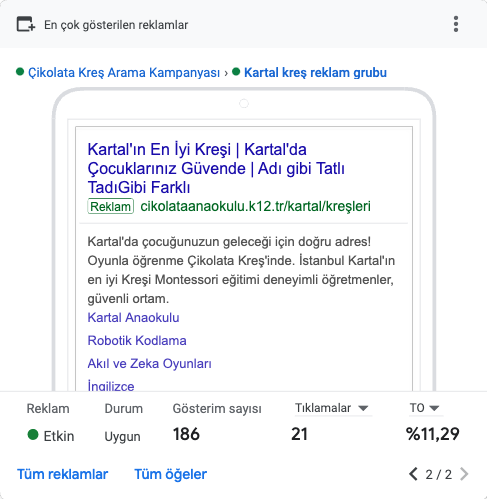 En çok gösterilen reklamlar
Çikolata Kreş Arama Kampanyası › Kartal kreş reklam grubu
Kartal'ın En İyi Kreşi | Kartal'da
Çocuklarınız Güvende | Adı gibi Tatlı
TadıGibi Farklı
Reklam cikolataanaokulu.k12.tr/kartal/kreşleri
Kartal'da çocuğunuzun geleceği için doğru adres!
Oyunla öğrenme Çikolata Kreş'inde. İstanbul Kartal'ın
en iyi Kreşi Montessori eğitimi deneyimli öğretmenler,
güvenli ortam.
Kartal Anaokulu
Robotik Kodlama
Akıl ve Zeka Oyunları
İngilizce
Reklam Durum Gösterim sayısı Tıklamalar TO
Etkin Uygun 186 21 %11,29
Tüm reklamlar Tüm öğeler 2 / 2